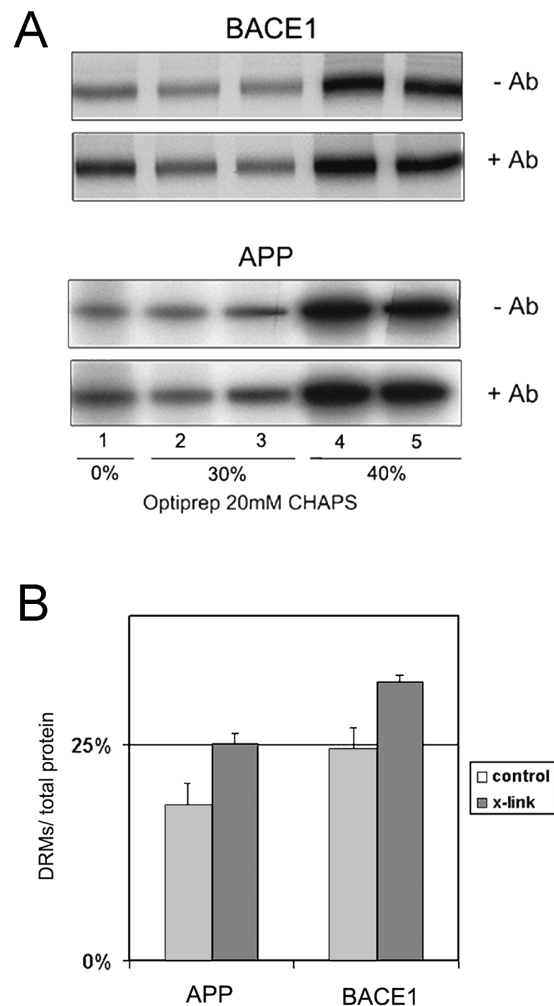 A
BACE1
- Ab
+ Ab
APP
- Ab
+ Ab
1 2 3 4 5
0% 30% 40%
Optiprep 20mM CHAPS
B
DRMs/ total protein
25%
0%
control
x-link
APP BACE1